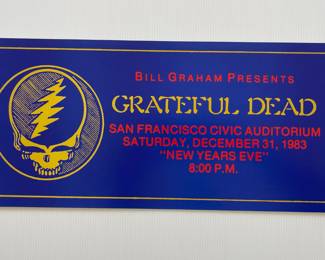 BILL GRAHAM PRESENTS
GRATEFUL DEAD
SAN FRANCISCO CIVIC AUDITORIUM
SATURDAY, DECEMBER 31, 1983
"NEW YEARS EVE"
8:00 P.M.